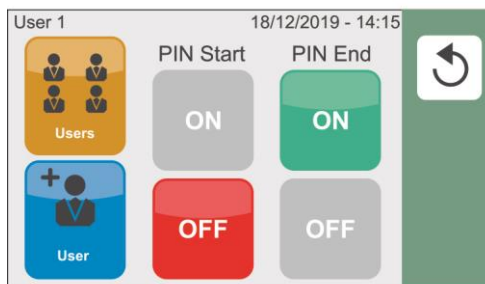 User 1 18/12/2019 - 14:15
PIN Start PIN End
Users
ON ON
User
OFF OFF